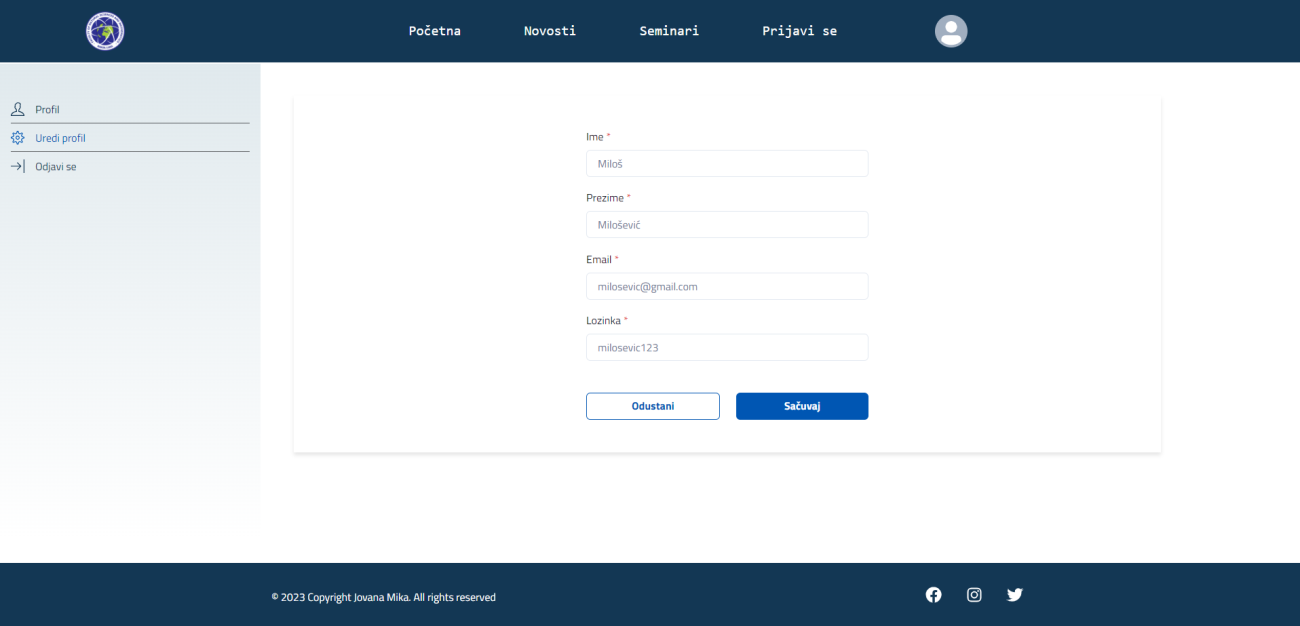 Početna Novosti Seminari Prijavi se
Profil
Uredi profil
Odjavi se
Ime *
Miloš
Prezime *
Milošević
Email *
milosevic@gmail.com
Lozinka *
milosevic123
Odustani Sačuvaj
© 2023 Copyright Jovana Mika. All rights reserved